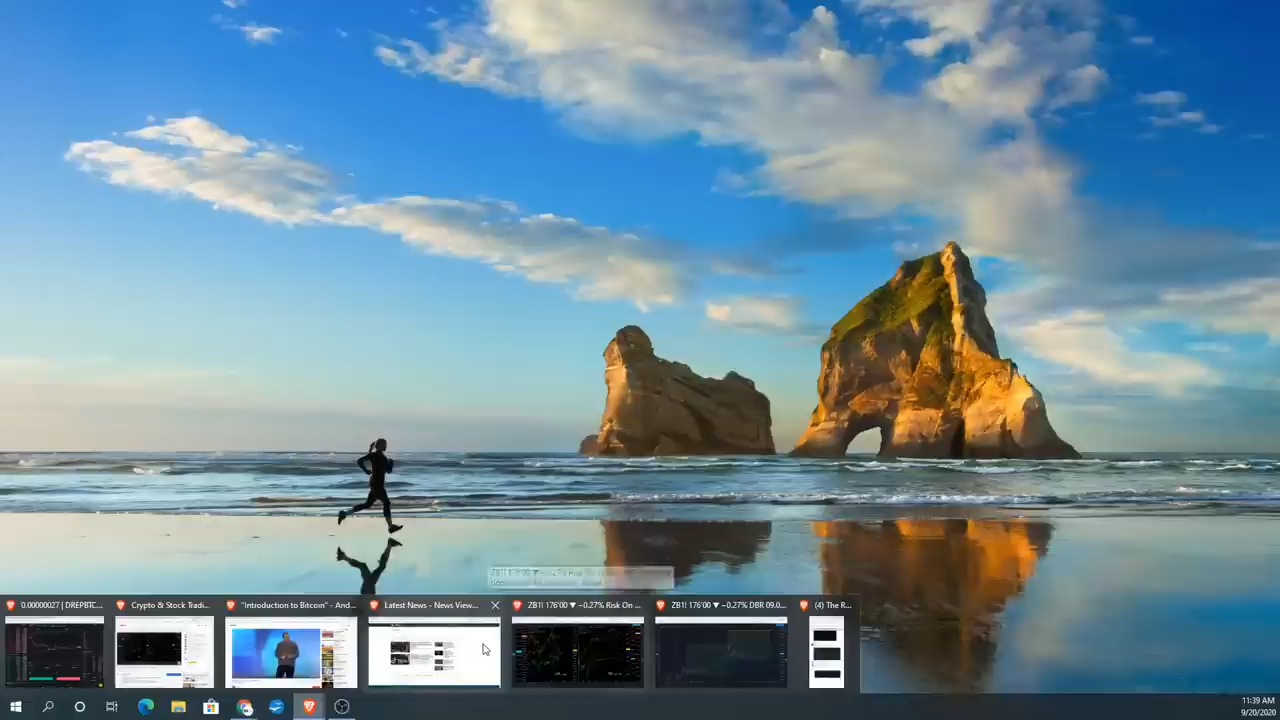 0.00000027 | DREPBTC...
Crypto & Stock Tradi...
"Introduction to Bitcoin" - And...
Latest News - News View...
ZB1! 176'00 ▼ −0.27% Risk On ...
ZB1! 176'00 ▼ −0.27% DBR 09.0...
(4) The R...
11:39 AM
9/20/2020